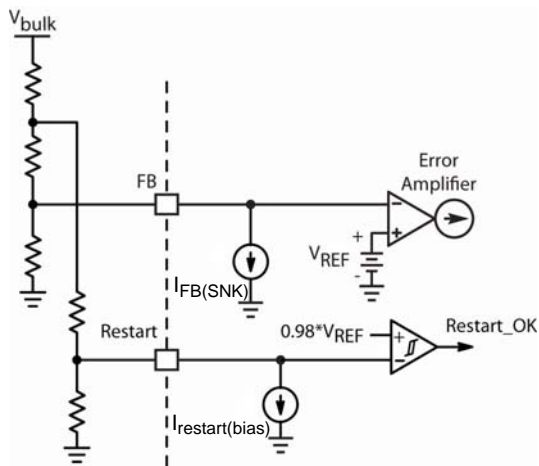 Vbulk
FB
Error
Amplifier
+
VREF
-
-
+
IFB(SNK)
Restart
0.98*VREF
+
-
Restart_OK
Irestart(bias)